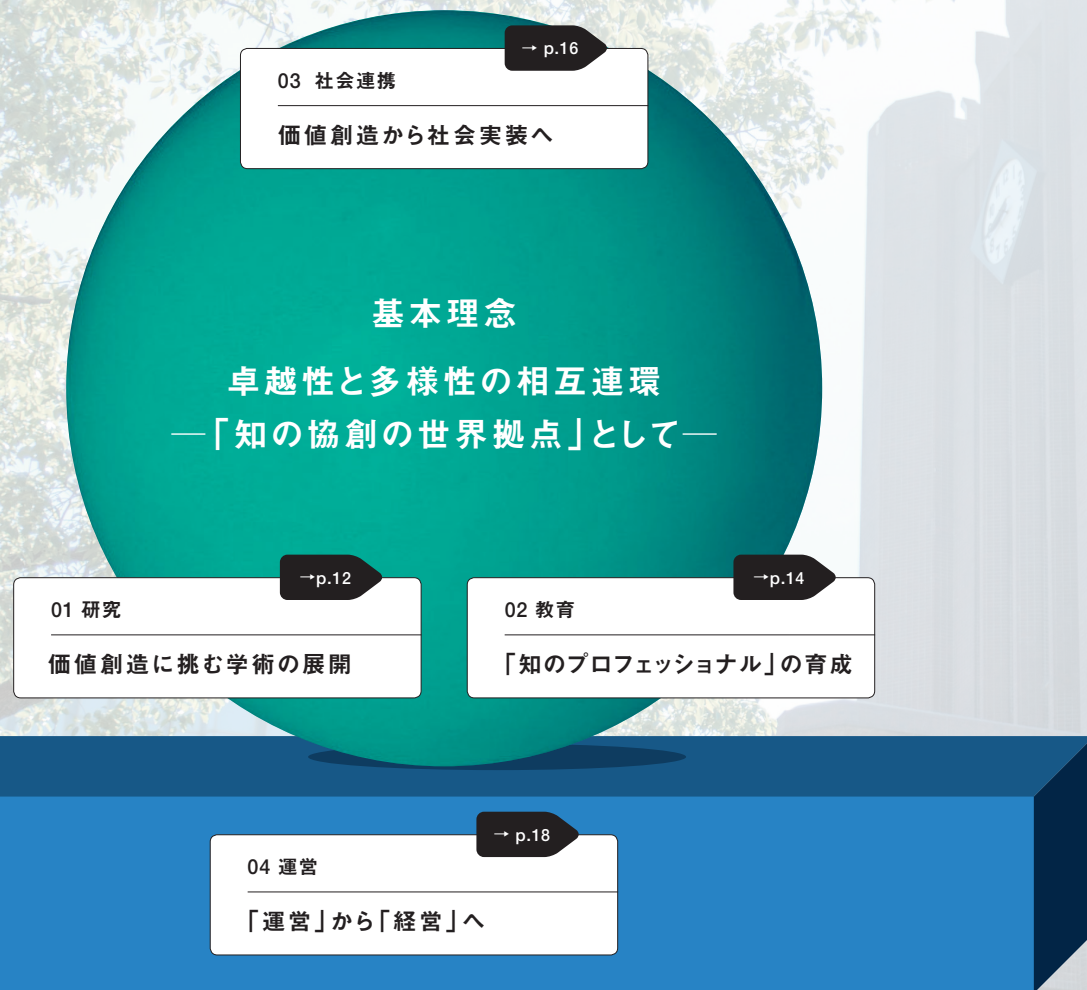 → p.16
03 社会連携
価値創造から社会実装へ
基本理念
卓越性と多様性の相互連環
―「知の協創の世界拠点」として―
→p.12
01 研究
価値創造に挑む学術の展開
→p.14
02 教育
「知のプロフェッショナル」の育成
→ p.18
04 運営
「運営」から「経営」へ